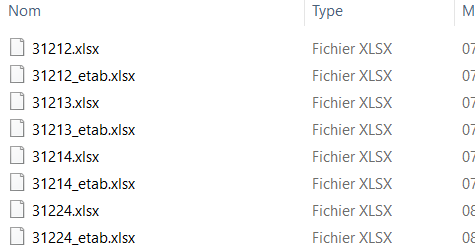 Nom Type M
31212.xlsx Fichier XLSX 07
31212_etab.xlsx Fichier XLSX 07
31213.xlsx Fichier XLSX 07
31213_etab.xlsx Fichier XLSX 07
31214.xlsx Fichier XLSX 07
31214_etab.xlsx Fichier XLSX 07
31224.xlsx Fichier XLSX 08
31224_etab.xlsx Fichier XLSX 08